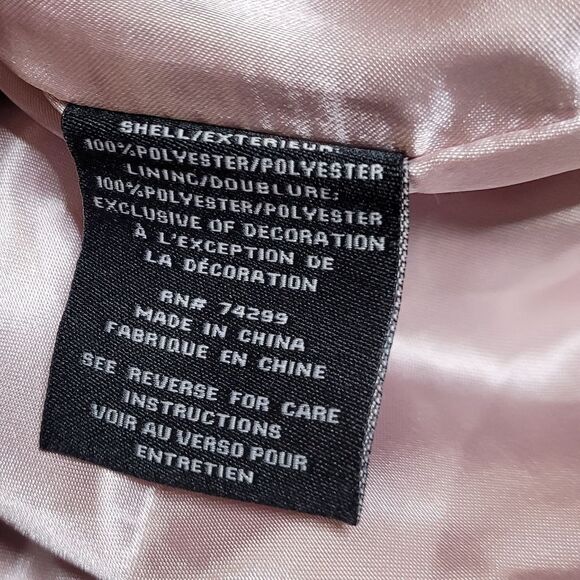 SHELL/EXTERIEUR:
100%POLYESTER/POLYESTER
LINING/DOUBLURE:
100%POLYESTER/POLYESTER
EXCLUSIVE OF DECORATION
À L'EXCEPTION DE
LA DÉCORATION
RN# 74299
MADE IN CHINA
FABRIQUE EN CHINE
SEE REVERSE FOR CARE
INSTRUCTIONS
VOIR AU VERSO POUR
ENTRETIEN